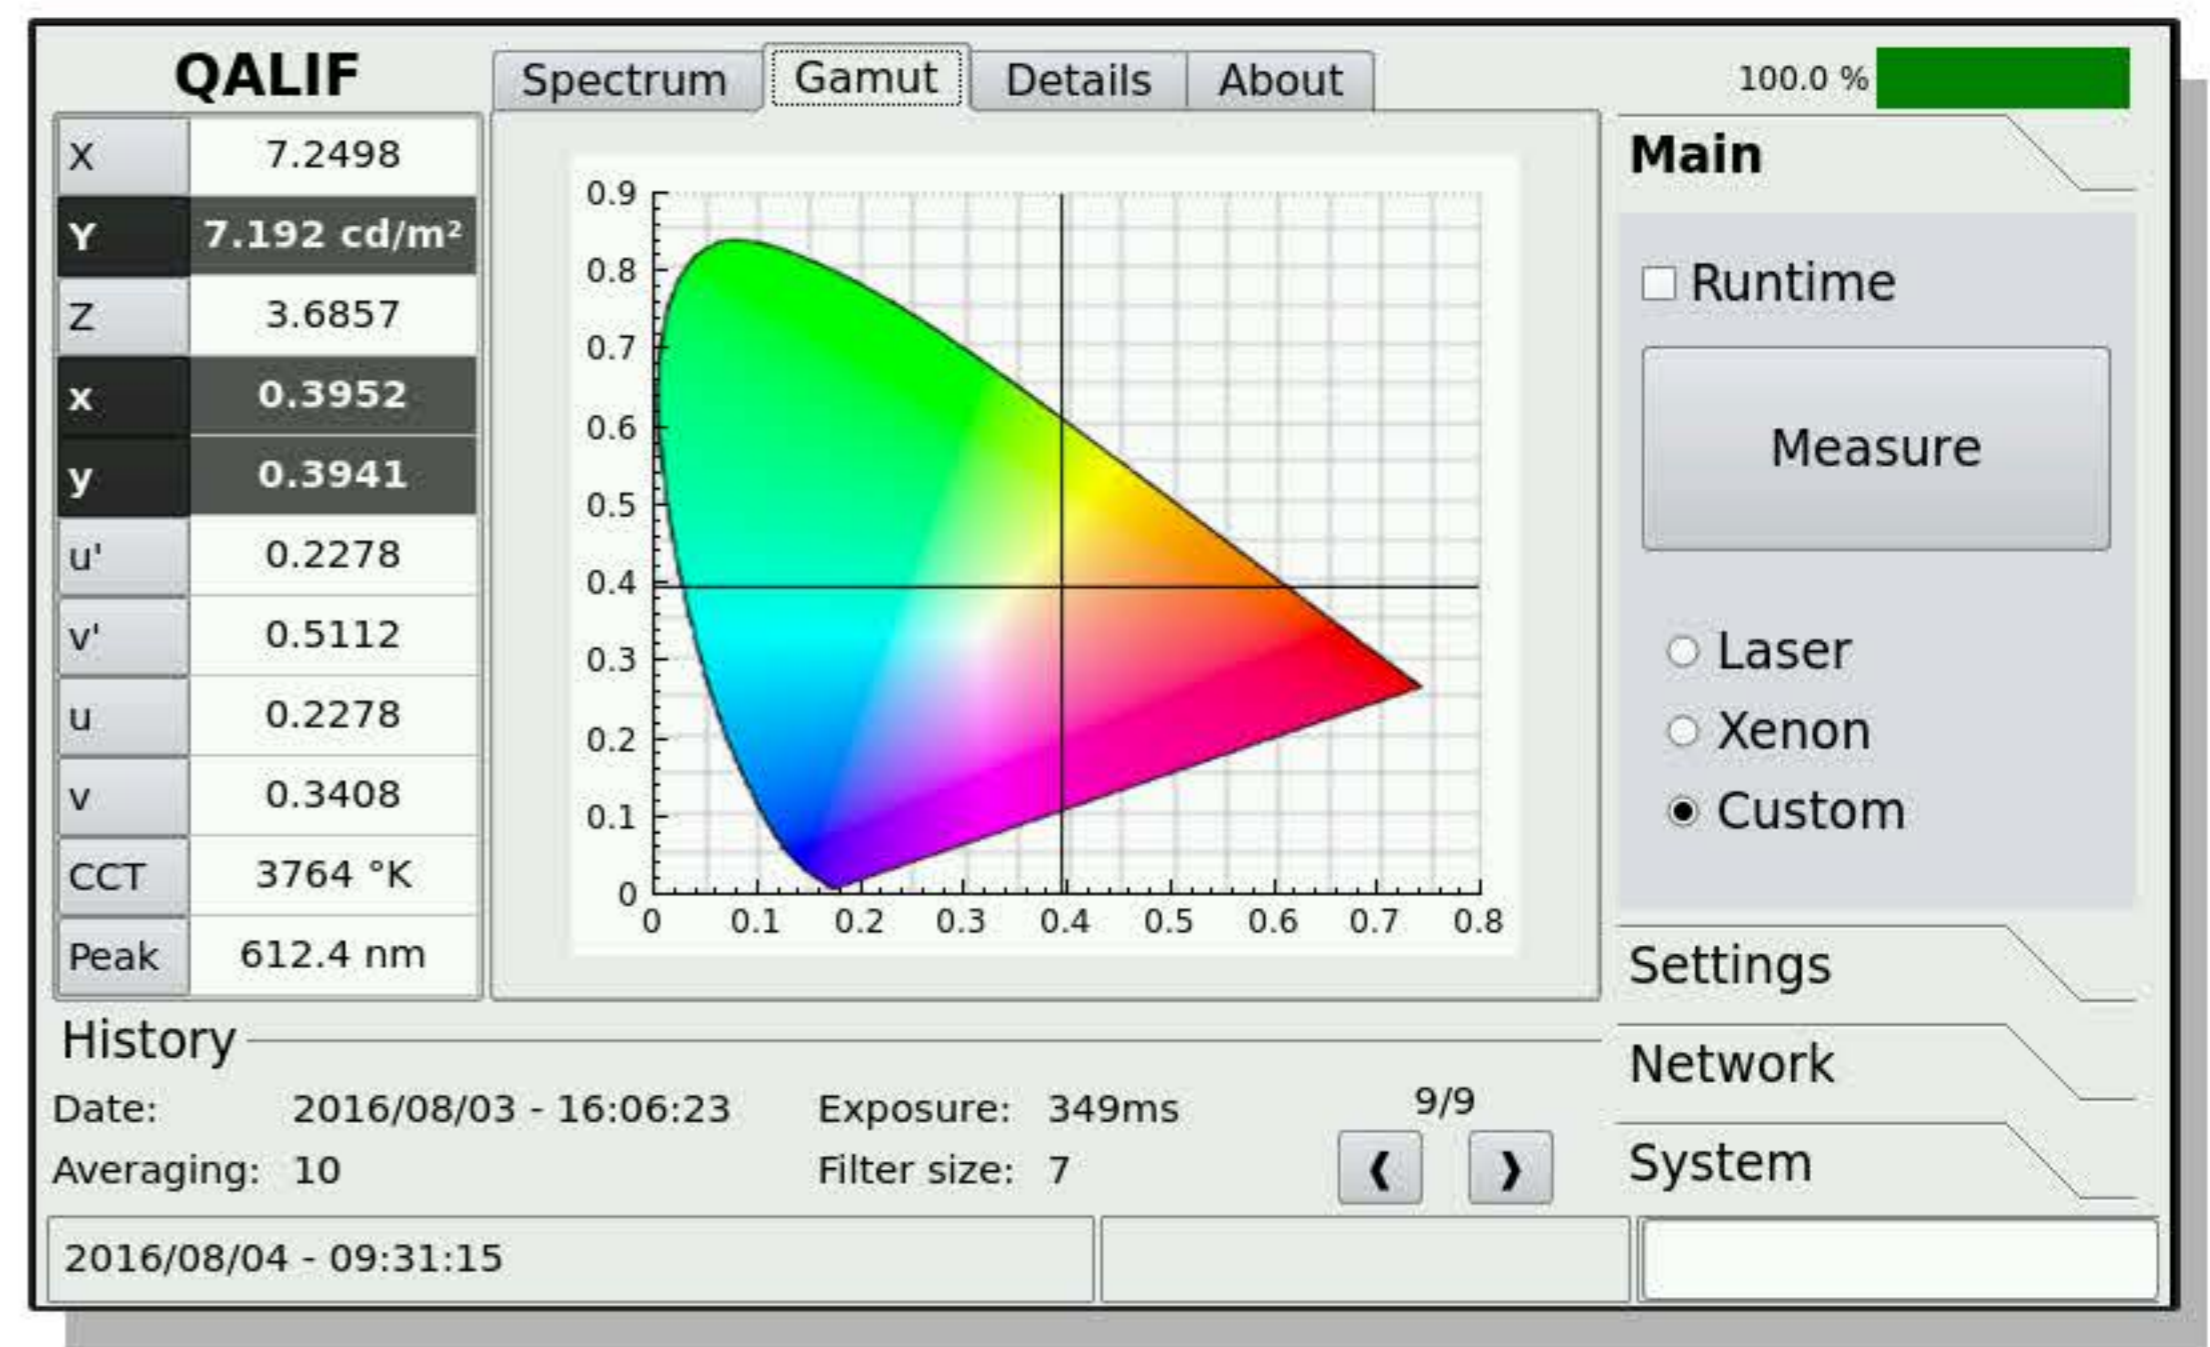 QALIF
Spectrum Gamut Details About
100.0 %
X 7.2498
Y 7.192 cd/m²
Z 3.6857
x 0.3952
y 0.3941
u' 0.2278
v' 0.5112
u 0.2278
v 0.3408
CCT 3764 °K
Peak 612.4 nm
0.9
0.8
0.7
0.6
0.5
0.4
0.3
0.2
0.1
0
0 0.1 0.2 0.3 0.4 0.5 0.6 0.7 0.8
Main
Runtime
Measure
Laser
Xenon
Custom
Settings
Network
System
History
Date: 2016/08/03 - 16:06:23 Exposure: 349ms 9/9
Averaging: 10 Filter size: 7 ❰ ❱
2016/08/04 - 09:31:15